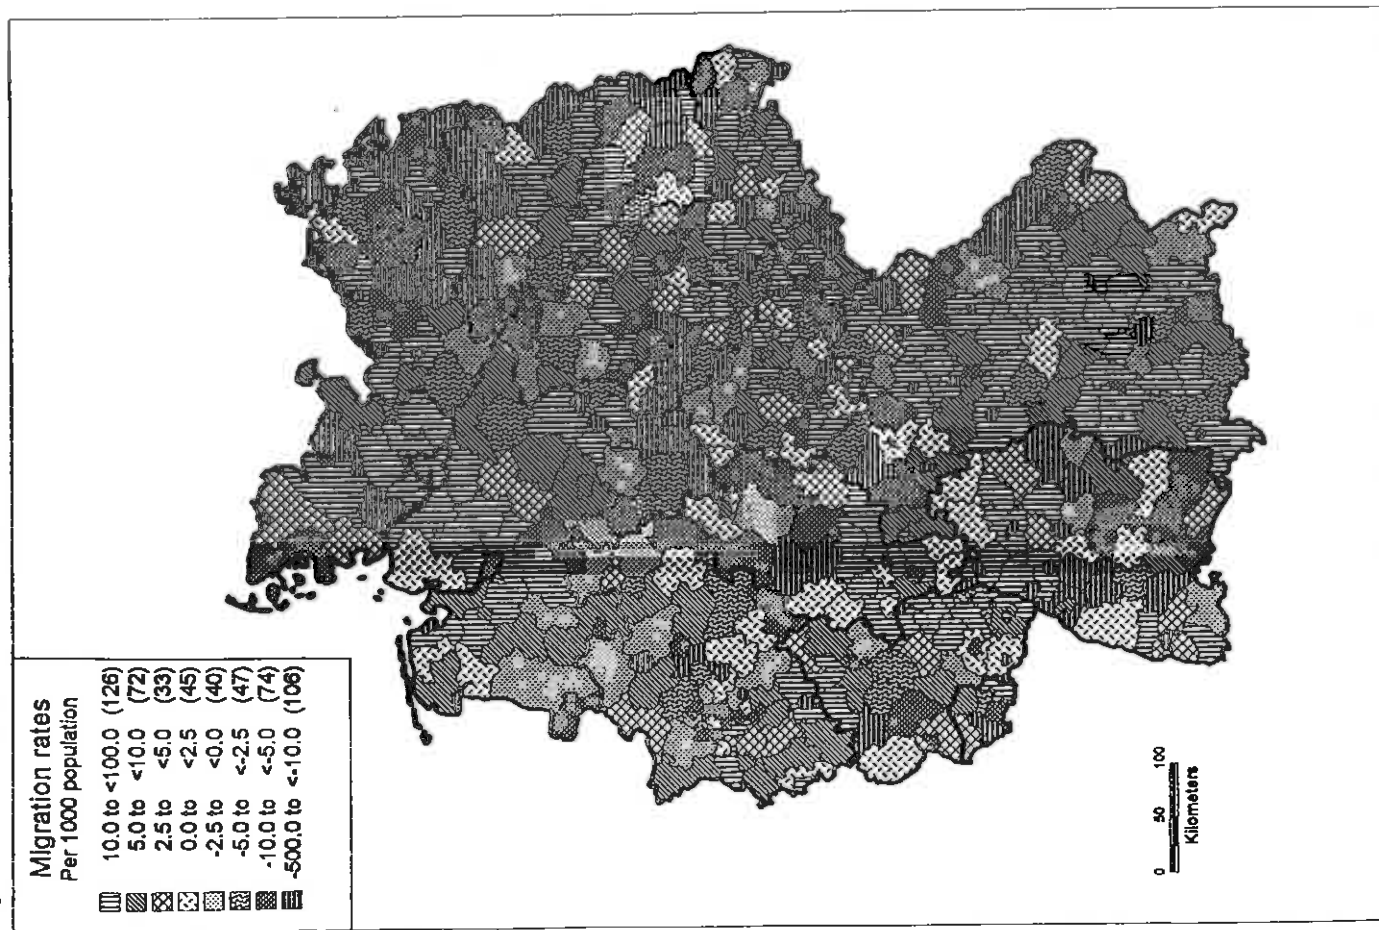 Migration rates
Per 1000 population
10.0 to <100.0 (126)
5.0 to <10.0 (72)
2.5 to <5.0 (33)
0.0 to <2.5 (45)
-2.5 to <0.0 (40)
-5.0 to <-2.5 (47)
-10.0 to <-5.0 (74)
-500.0 to <-10.0 (106)
0 50 100
Kilometers